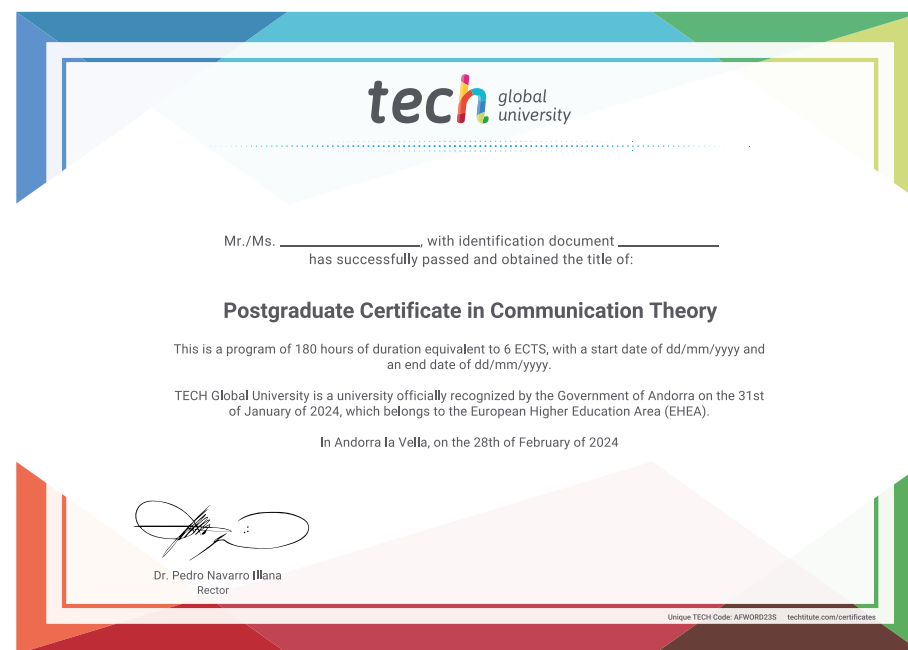 tech global
university
Mr./Ms. ____________, with identification document ____________
has successfully passed and obtained the title of:
Postgraduate Certificate in Communication Theory
This is a program of 180 hours of duration equivalent to 6 ECTS, with a start date of dd/mm/yyyy and
an end date of dd/mm/yyyy.
TECH Global University is a university officially recognized by the Government of Andorra on the 31st
of January of 2024, which belongs to the European Higher Education Area (EHEA).
In Andorra la Vella, on the 28th of February of 2024
Dr. Pedro Navarro Illana
Rector
Unique TECH Code: AFWORD23S techtitute.com/certificates